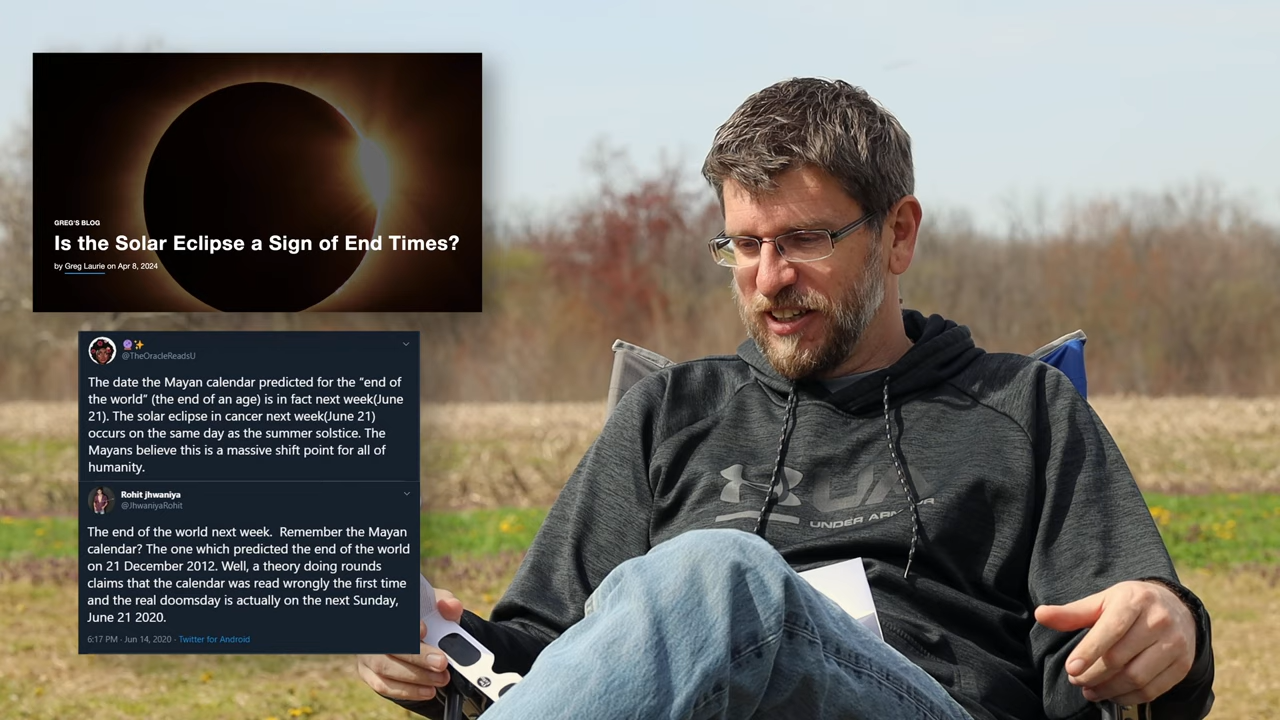 GREG'S BLOG
Is the Solar Eclipse a Sign of End Times?
by Greg Laurie on Apr 8, 2024
@TheOracleReadsU
The date the Mayan calendar predicted for the “end of
the world” (the end of an age) is in fact next week(June
21). The solar eclipse in cancer next week(June 21)
occurs on the same day as the summer solstice. The
Mayans believe this is a massive shift point for all of
humanity.
Rohit jhwaniya
@JhwaniyaRohit
The end of the world next week.  Remember the Mayan
calendar? The one which predicted the end of the world
on 21 December 2012. Well, a theory doing rounds
claims that the calendar was read wrongly the first time
and the real doomsday is actually on the next Sunday,
June 21 2020.
6:17 PM · Jun 14, 2020 · Twitter for Android
UA
UNDER ARMOUR